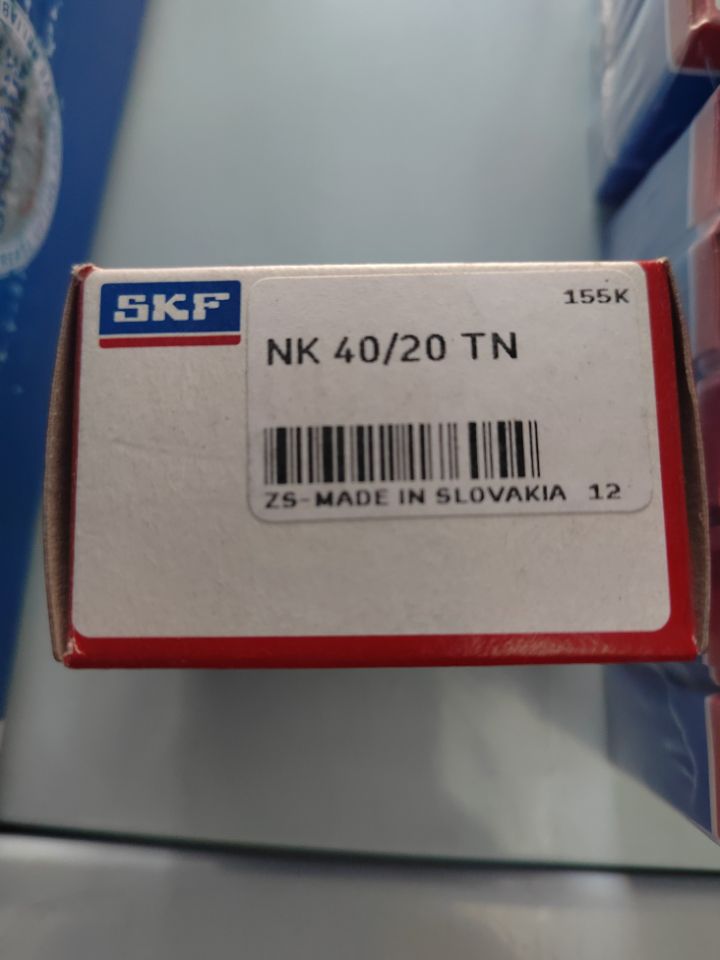 SKF
155K
NK 40/20 TN
ZS-MADE IN SLOVAKIA 12